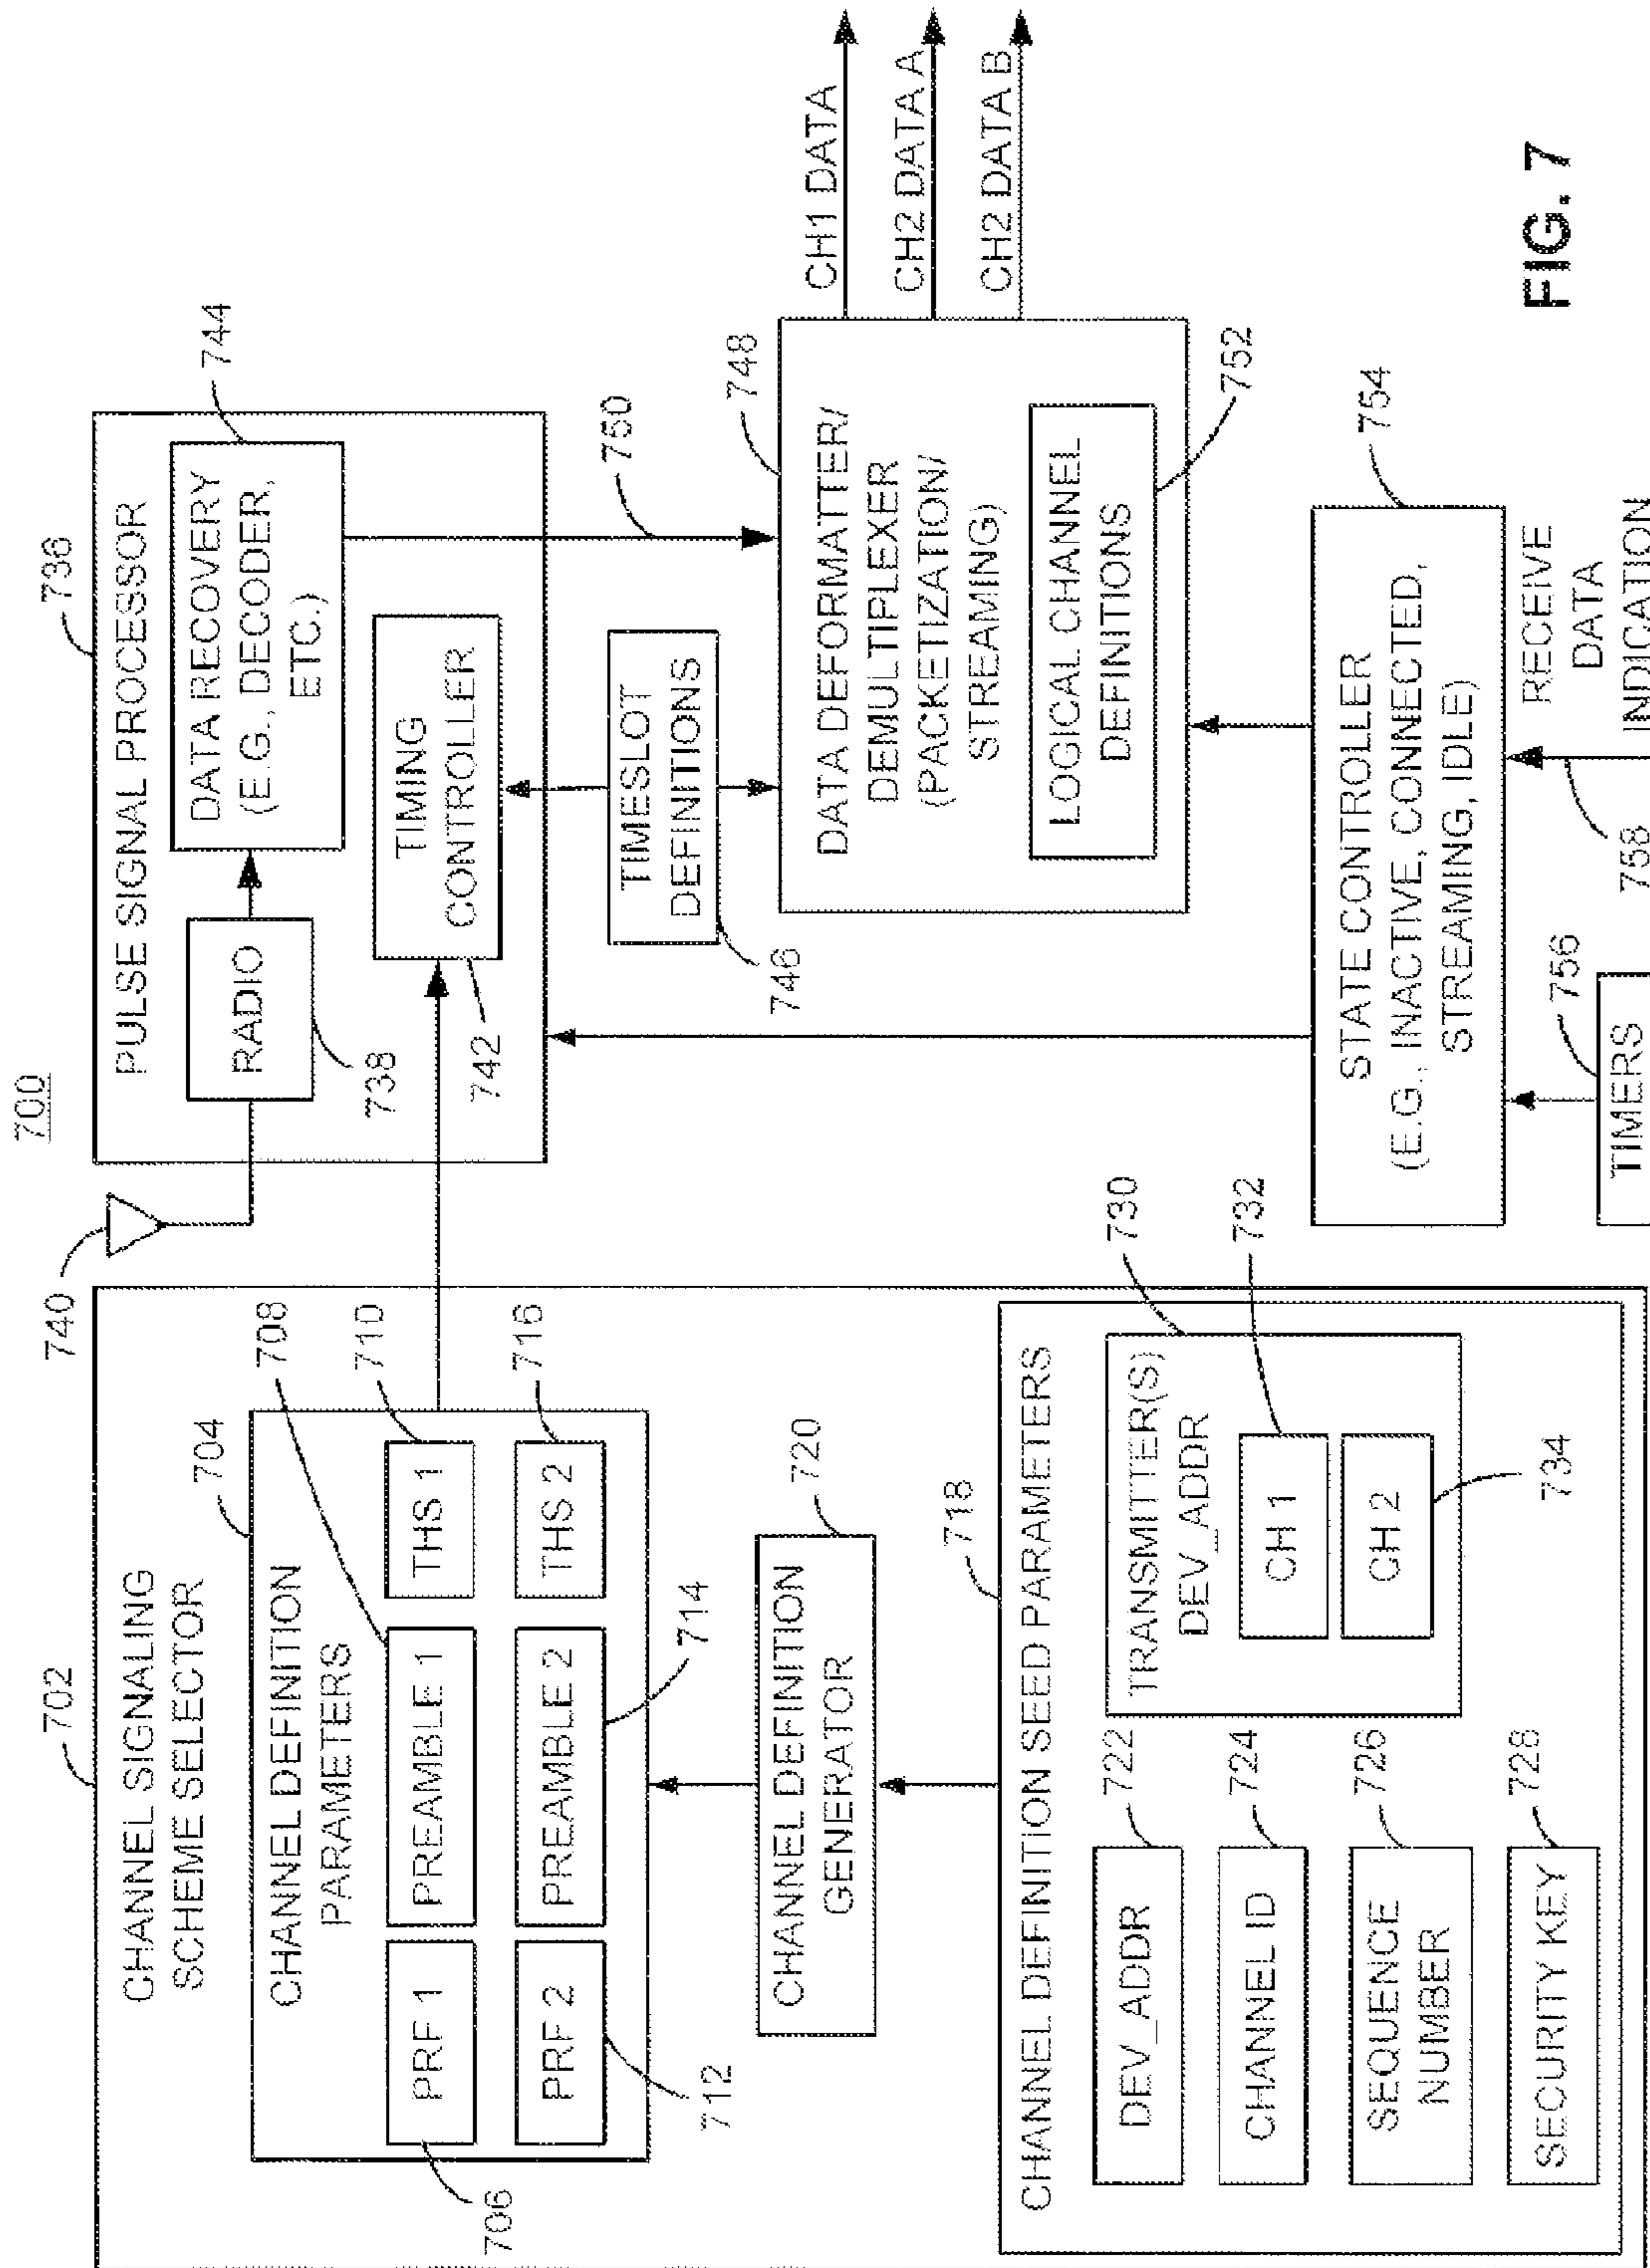 700
702
CHANNEL SIGNALING
SCHEME SELECTOR
704
CHANNEL DEFINITION
PARAMETERS
708
710
PRF 1
PREAMBLE 1
THS 1
706
716
PRF 2
PREAMBLE 2
THS 2
712
714
720
CHANNEL DEFINITION
GENERATOR
718
CHANNEL DEFINITION SEED PARAMETERS
722
DEV_ADDR
724
CHANNEL ID
726
SEQUENCE
NUMBER
728
SECURITY KEY
730
TRANSMITTER(S)
DEV_ADDR
732
CH 1
CH 2
734
740
736
PULSE SIGNAL PROCESSOR
RADIO
738
744
DATA RECOVERY
(E.G., DECODER,
ETC.)
TIMING
CONTROLLER
742
750
TIMESLOT
DEFINITIONS
746
748
DATA DEFORMATTER/
DEMULTIPLEXER
(PACKETIZATION/
STREAMING)
LOGICAL CHANNEL
DEFINITIONS
752
CH1 DATA
CH2 DATA A
CH2 DATA B
754
STATE CONTROLLER
(E.G., INACTIVE, CONNECTED,
STREAMING, IDLE)
756
TIMERS
758
RECEIVE
DATA
INDICATION
FIG. 7